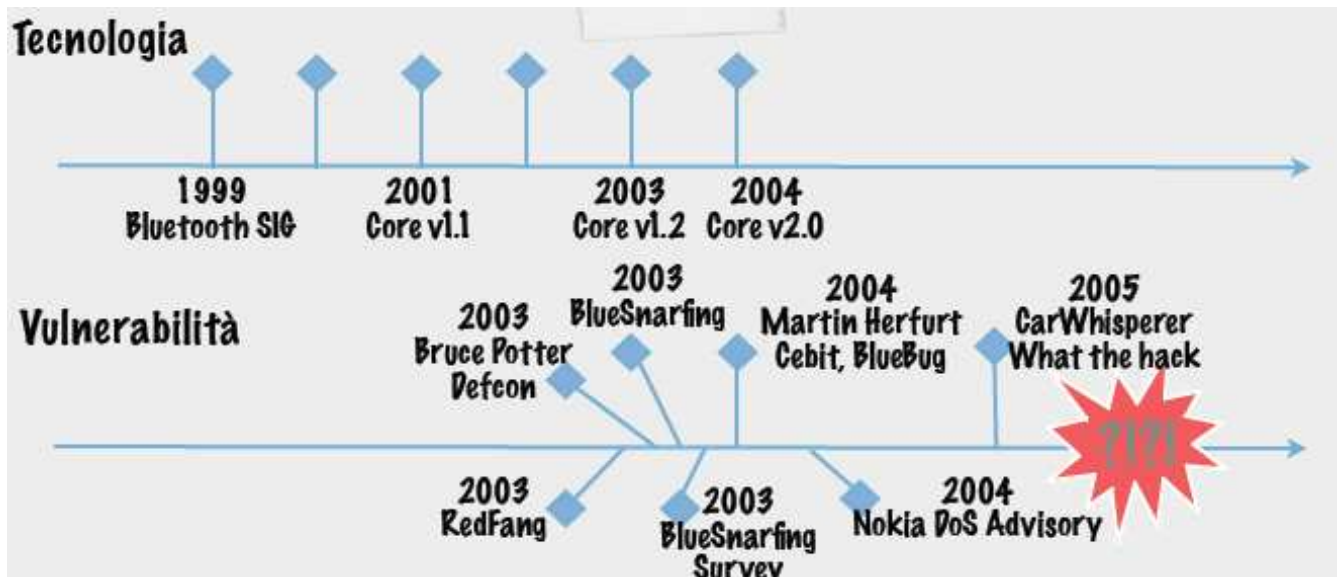 Tecnologia
1999
Bluetooth SIG
2001
Core v1.1
2003
Core v1.2
2004
Core v2.0
Vulnerabilità
2003
Bruce Potter
Defcon
2003
BlueSnarfing
2004
Martin Herfurt
Cebit, BlueBug
2005
CarWhisperer
What the hack
?!?!
2003
RedFang
2003
BlueSnarfing
Survey
2004
Nokia DoS Advisory